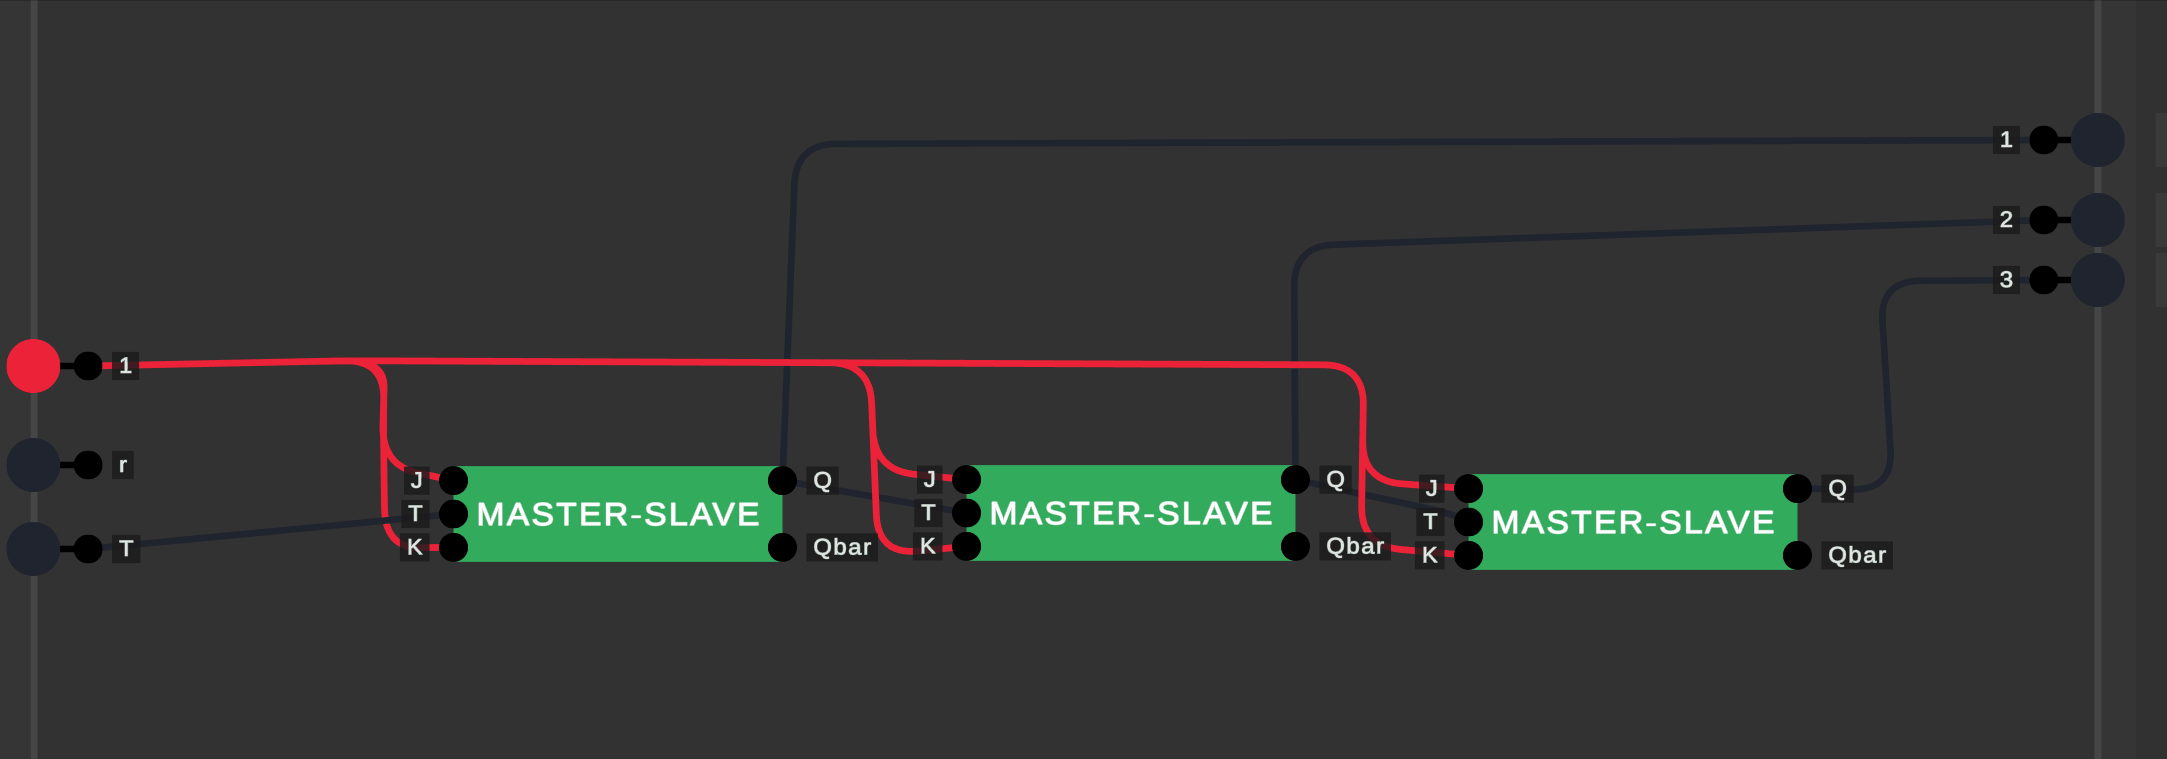 1
2
3
1
r
T
J
T
K
MASTER-SLAVE
Q
Qbar
J
T
K
MASTER-SLAVE
Q
Qbar
J
T
K
MASTER-SLAVE
Q
Qbar